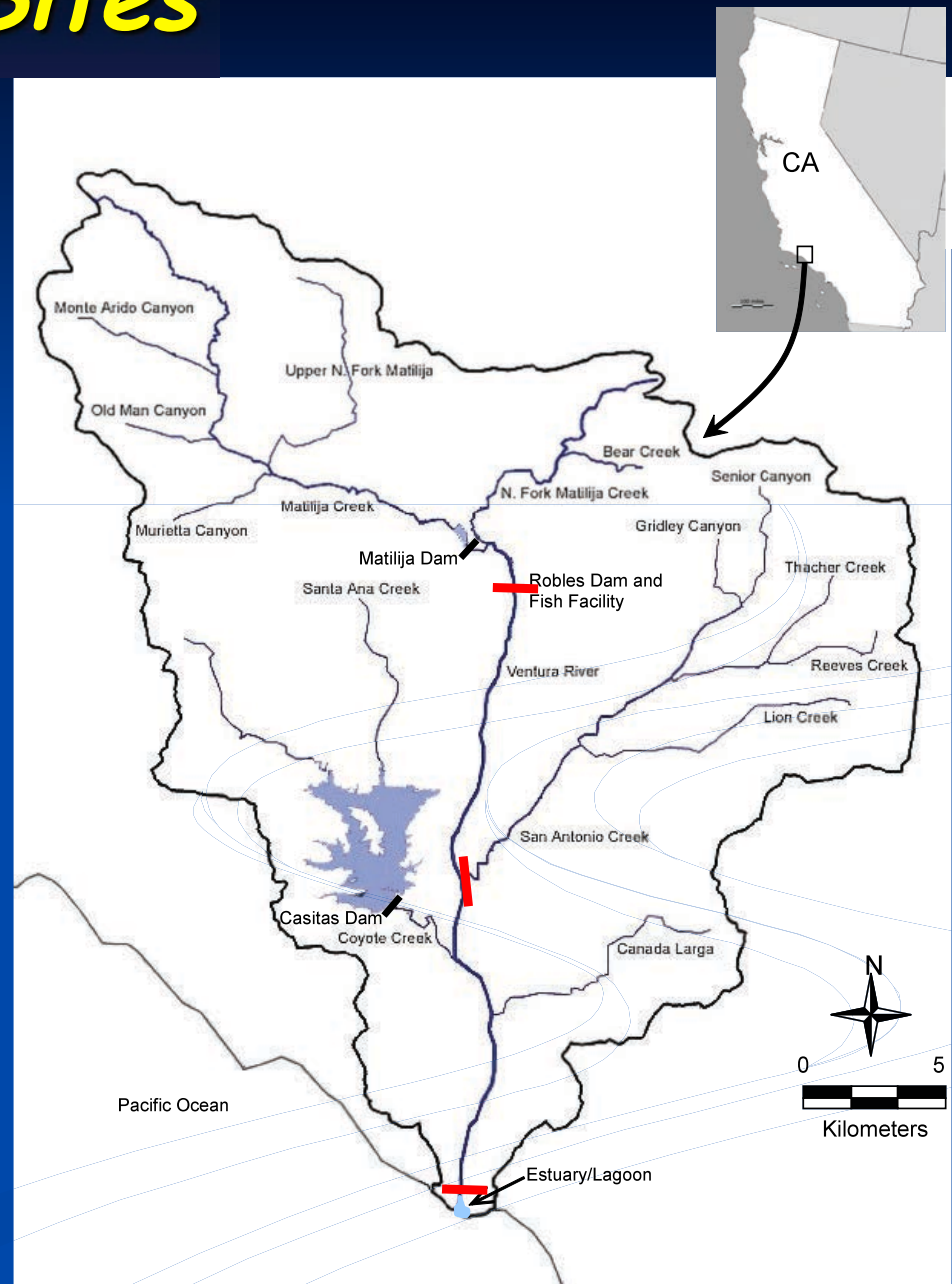 Sites
CA
Monte Arido Canyon
Upper N. Fork Matilija
Old Man Canyon
Bear Creek
Senior Canyon
N. Fork Matilija Creek
Matilija Creek
Gridley Canyon
Murietta Canyon
Matilija Dam
Thacher Creek
Santa Ana Creek
Robles Dam and
Fish Facility
Ventura River
Reeves Creek
Lion Creek
San Antonio Creek
Casitas Dam
Coyote Creek
Canada Larga
N
0 5
Kilometers
Pacific Ocean
Estuary/Lagoon